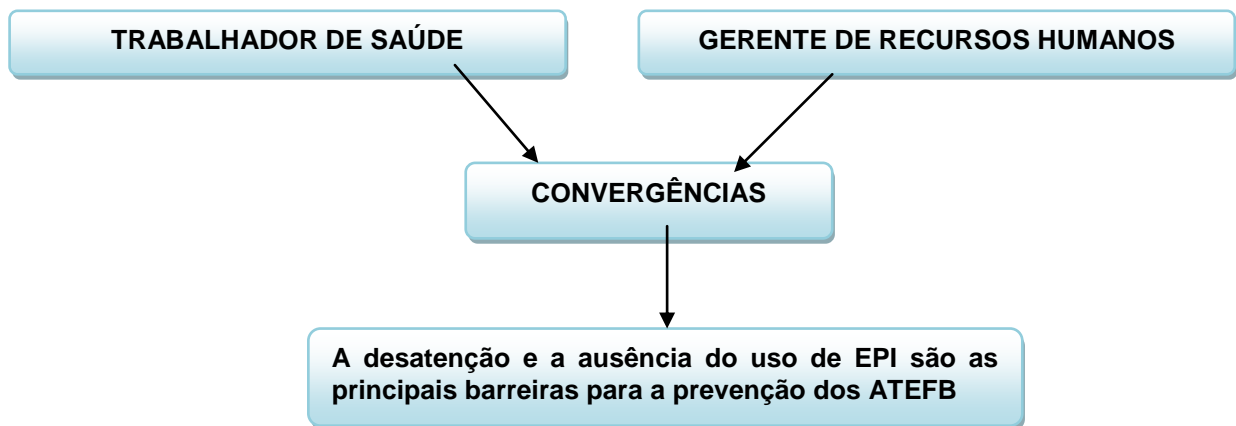 TRABALHADOR DE SAÚDE
GERENTE DE RECURSOS HUMANOS
CONVERGÊNCIAS
A desatenção e a ausência do uso de EPI são as
principais barreiras para a prevenção dos ATEFB